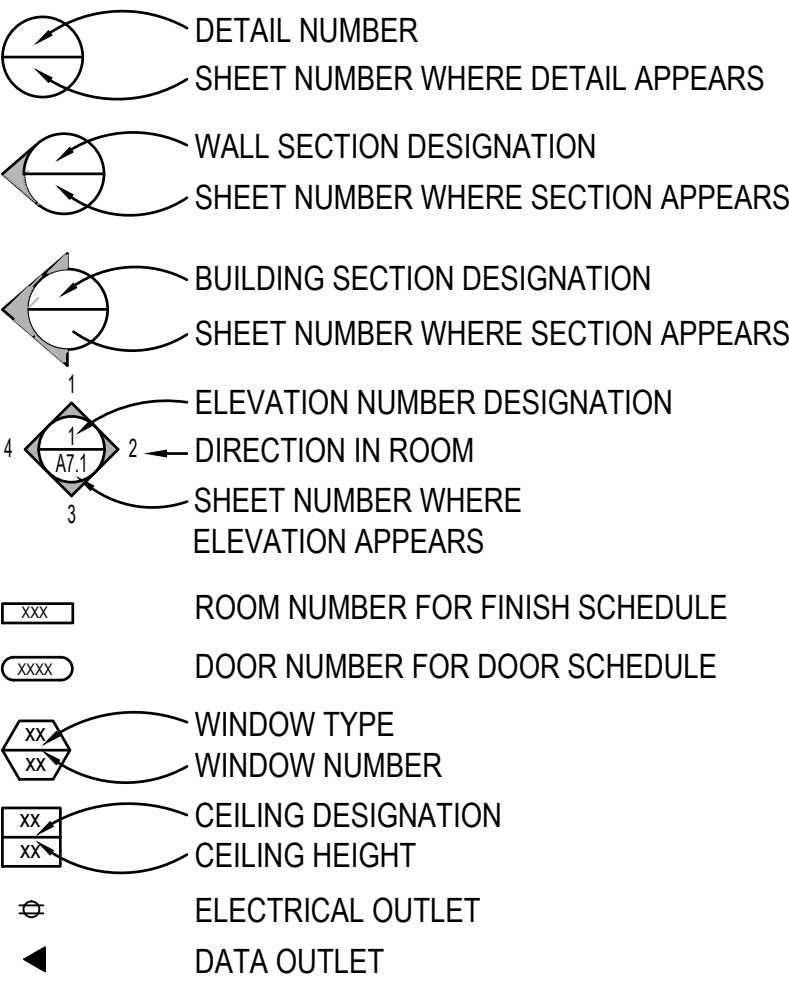 DETAIL NUMBER
SHEET NUMBER WHERE DETAIL APPEARS
WALL SECTION DESIGNATION
SHEET NUMBER WHERE SECTION APPEARS
BUILDING SECTION DESIGNATION
SHEET NUMBER WHERE SECTION APPEARS
1
ELEVATION NUMBER DESIGNATION
4 1 2 DIRECTION IN ROOM
A7.1
3
SHEET NUMBER WHERE
ELEVATION APPEARS
XXX ROOM NUMBER FOR FINISH SCHEDULE
XXXX DOOR NUMBER FOR DOOR SCHEDULE
XX WINDOW TYPE
XX WINDOW NUMBER
XX CEILING DESIGNATION
XX CEILING HEIGHT
ELECTRICAL OUTLET
DATA OUTLET